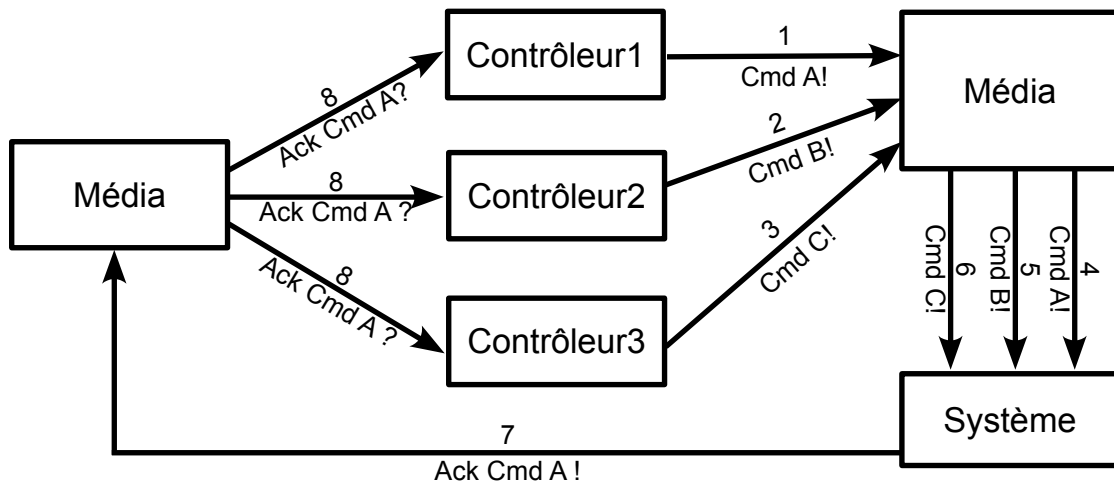 Contrôleur1
1
Cmd A!
Média
8
Ack Cmd A?
2
Cmd B!
Média
8
Ack Cmd A ?
Contrôleur2
3
Cmd C!
8
Ack Cmd A ?
Contrôleur3
6
Cmd C!
5
Cmd B!
4
Cmd A!
Système
7
Ack Cmd A !